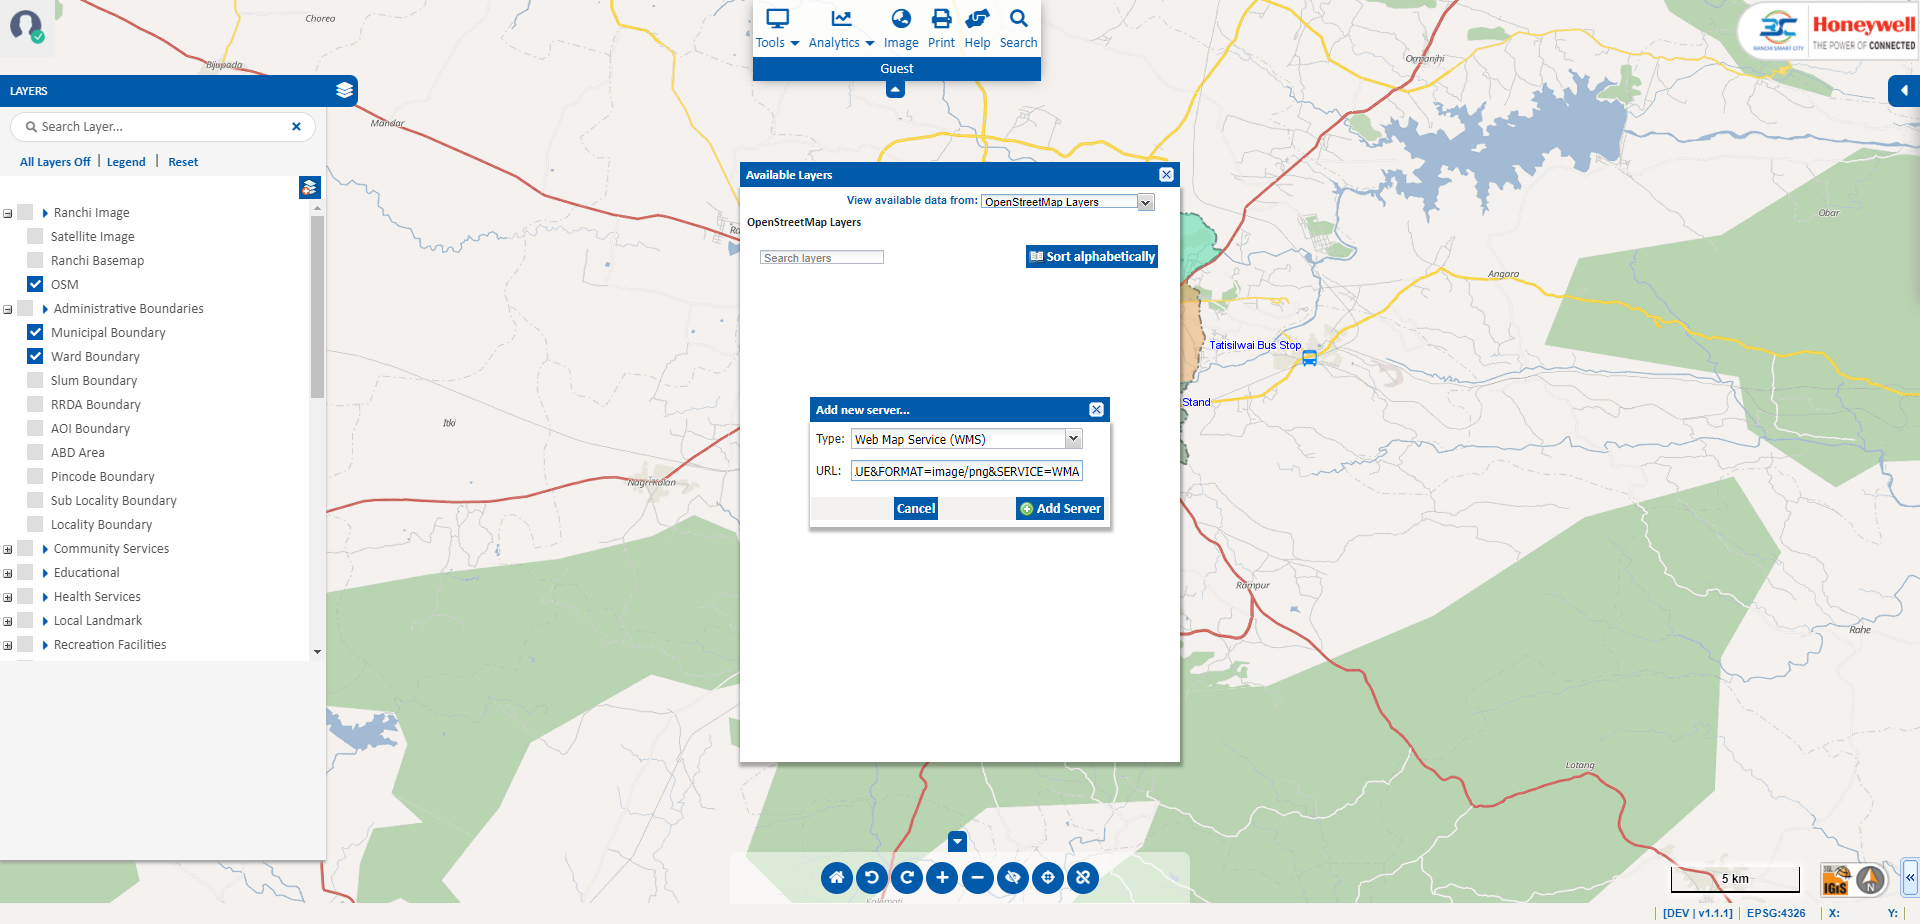 Chorea
Bijupada
Tools
Analytics
Image
Print
Help
Search
Guest
RANCHI SMART CITY
Honeywell
THE POWER OF CONNECTED
Ormanjhi
LAYERS
Search Layer...
Mandar
All Layers Off | Legend | Reset
Available Layers
View available data from: OpenStreetMap Layers
OpenStreetMap Layers
Search layers
Sort alphabetically
Ranchi Image
Satellite Image
Ranchi Basemap
OSM
Administrative Boundaries
Municipal Boundary
Ward Boundary
Slum Boundary
RRDA Boundary
AOI Boundary
ABD Area
Pincode Boundary
Sub Locality Boundary
Locality Boundary
Community Services
Educational
Health Services
Local Landmark
Recreation Facilities
Obar
Angara
Tatisilwai Bus Stop
Stand
Itki
Nagri Kalan
Add new server...
Type: Web Map Service (WMS)
URL: UE&FORMAT=image/png&SERVICE=WMA
Cancel
Add Server
Rampur
Rahe
Lotang
Kalamati
5 km
IGiS
N
[DEV | v1.1.1] EPSG:4326 X: Y: